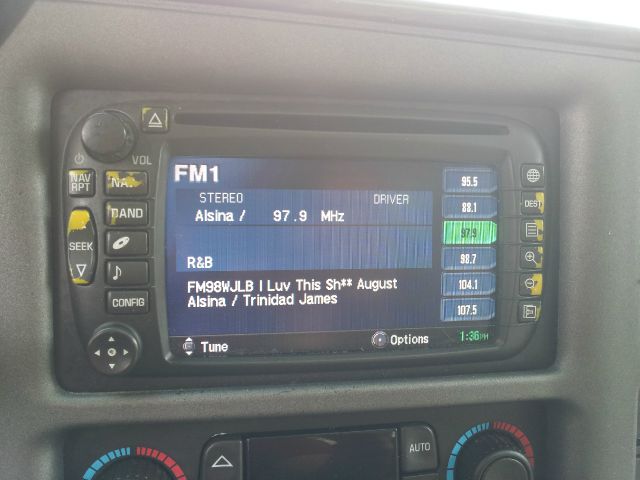 VOL
NAV
RPT
NAV
BAND
SEEK
CONFIG
FM1
STEREO DRIVER
Alsina / 97.9 MHz
R&B
FM98WJLB I Luv This Sh** August
Alsina / Trinidad James
Tune
Options
1:36PM
95.5
88.1
97.9
98.7
104.1
107.5
DEST
AUTO